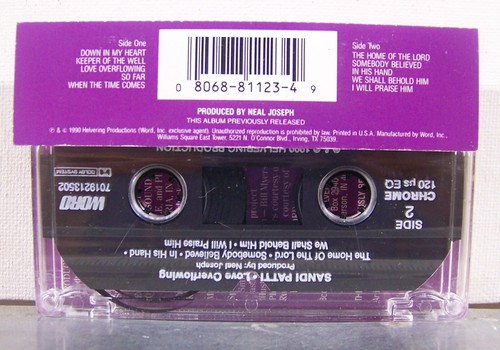 Side One
DOWN IN MY HEART
KEEPER OF THE WELL
LOVE OVERFLOWING
SO FAR
WHEN THE TIME COMES
0 8068-81123-4 9
Side Two
THE HOME OF THE LORD
SOMEBODY BELIEVED
IN HIS HAND
WE SHALL BEHOLD HIM
I WILL PRAISE HIM
PRODUCED BY NEAL JOSEPH
THIS ALBUM PREVIOUSLY RELEASED
℗ & © 1990 Helvering Productions (Word, Inc. exclusive agent). Unauthorized reproduction is prohibited by law. Printed in U.S.A. Manufactured by Word, Inc.,
Williams Square East Tower, 5221 N. O'Connor Blvd., Irving, TX 75039.
SANDI PATTI • Love Overflowing
Produced by: Neal Joseph
The Home Of The Lord • Somebody Believed • In His Hand •
We Shall Behold Him • I Will Praise Him
SIDE
2
CHROME
120 µs EQ
WORD
7019213502
DOLBY SYSTEM
℗ & © 1990 HELVERING PRODUCTION